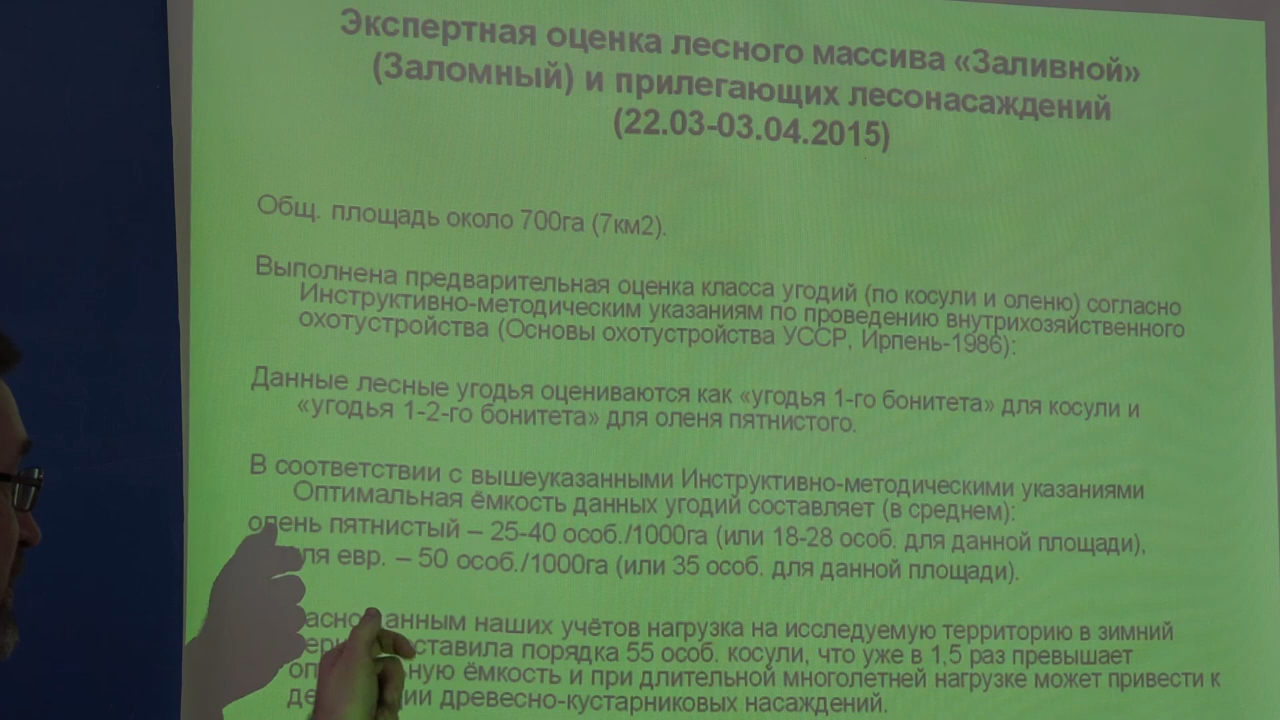 Экспертная оценка лесного массива «Заливной»
(Заломный) и прилегающих лесонасаждений
(22.03-03.04.2015)
Общ. площадь около 700га (7км2).
Выполнена предварительная оценка класса угодий (по косули и оленю) согласно
Инструктивно-методическим указаниям по проведению внутрихозяйственного
охотустройства (Основы охотустройства УССР, Ирпень-1986):
Данные лесные угодья оцениваются как «угодья 1-го бонитета» для косули и
«угодья 1-2-го бонитета» для оленя пятнистого.
В соответствии с вышеуказанными Инструктивно-методическими указаниями
Оптимальная ёмкость данных угодий составляет (в среднем):
олень пятнистый – 25-40 особ./1000га (или 18-28 особ. для данной площади),
евр. – 50 особ./1000га (или 35 особ. для данной площади).
наших учётов нагрузка на исследуемую территорию в зимний
порядка 55 особ. косули, что уже в 1,5 раз превышает
ёмкость и при длительной многолетней нагрузке может привести к
древесно-кустарниковых насаждений.